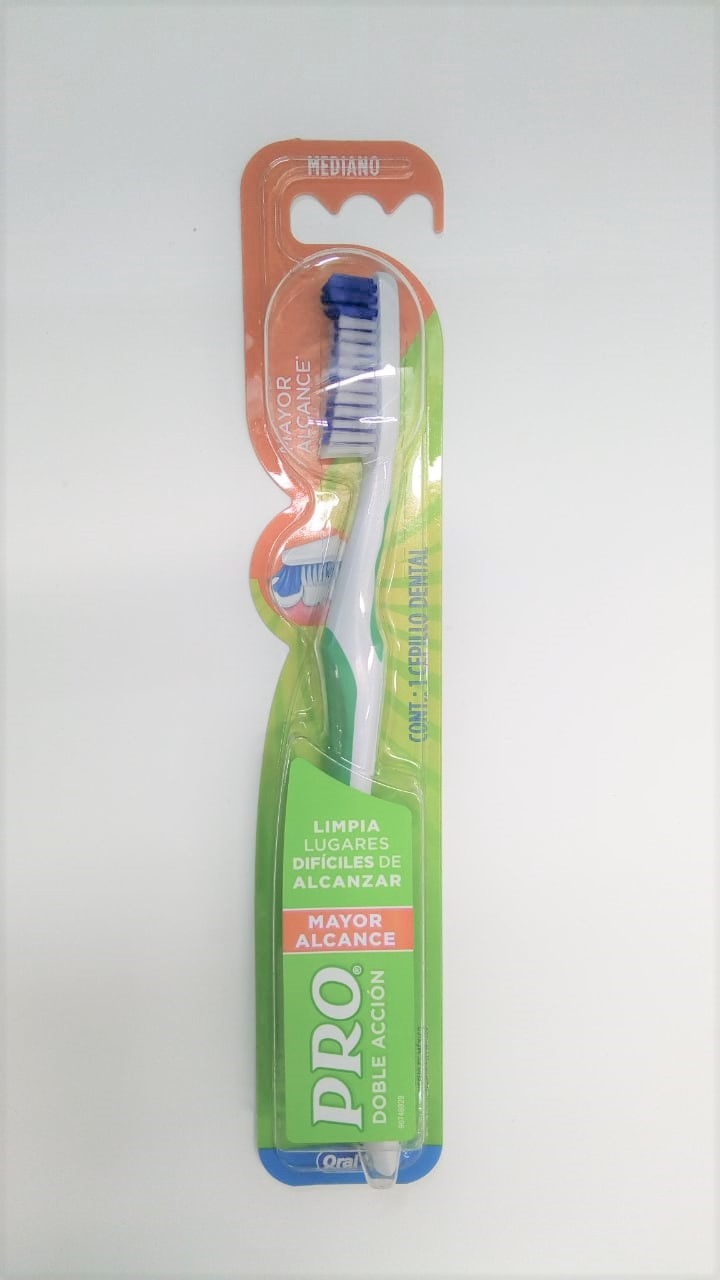 MEDIANO
MAYOR
ALCANCE
CONT.: 1 CEPILLO DENTAL
LIMPIA
LUGARES
DIFÍCILES DE
ALCANZAR
MAYOR
ALCANCE
PRO®
DOBLE ACCIÓN
Oral